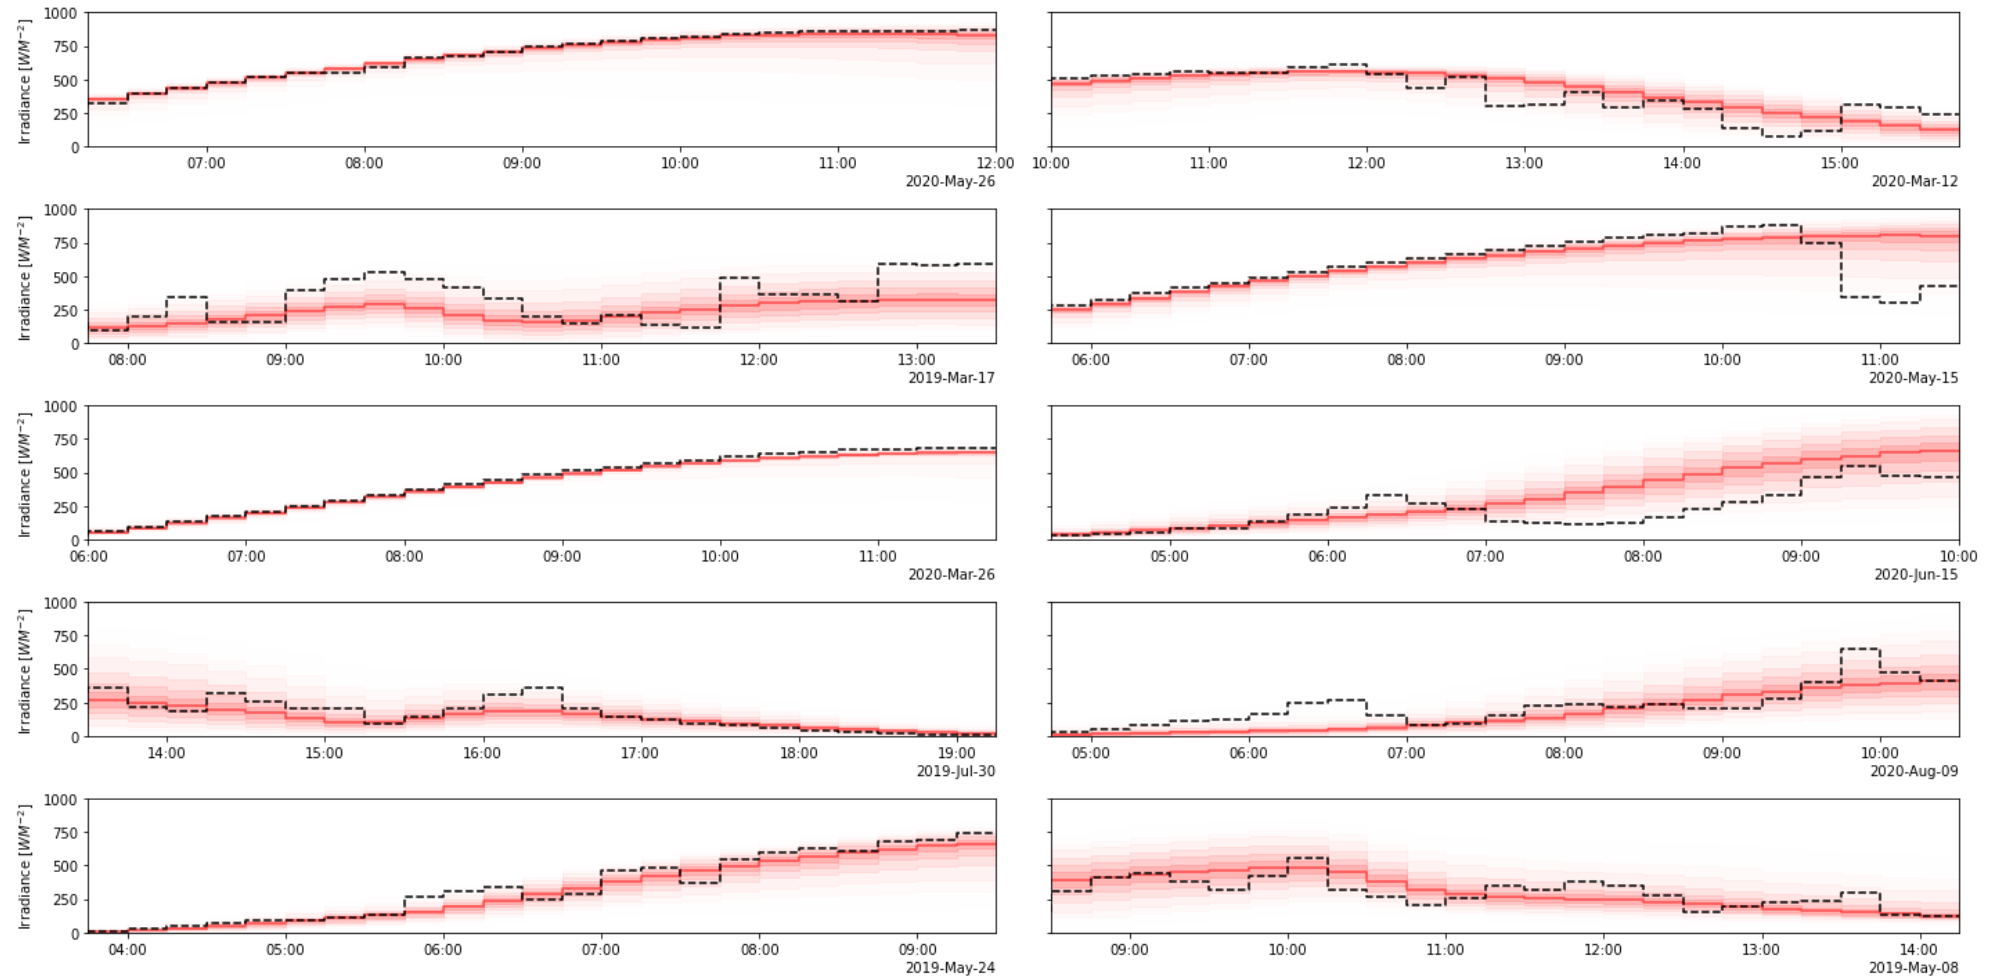 Irradiance [WM⁻²]
1000
750
500
250
0
07:00 08:00 09:00 10:00 11:00 12:00
2020-May-26
10:00 11:00 12:00 13:00 14:00 15:00
2020-Mar-12
Irradiance [WM⁻²]
1000
750
500
250
0
08:00 09:00 10:00 11:00 12:00 13:00
2019-Mar-17
06:00 07:00 08:00 09:00 10:00 11:00
2020-May-15
Irradiance [WM⁻²]
1000
750
500
250
0
06:00 07:00 08:00 09:00 10:00 11:00
2020-Mar-26
05:00 06:00 07:00 08:00 09:00 10:00
2020-Jun-15
Irradiance [WM⁻²]
1000
750
500
250
0
14:00 15:00 16:00 17:00 18:00 19:00
2019-Jul-30
05:00 06:00 07:00 08:00 09:00 10:00
2020-Aug-09
Irradiance [WM⁻²]
1000
750
500
250
0
04:00 05:00 06:00 07:00 08:00 09:00
2019-May-24
09:00 10:00 11:00 12:00 13:00 14:00
2019-May-08